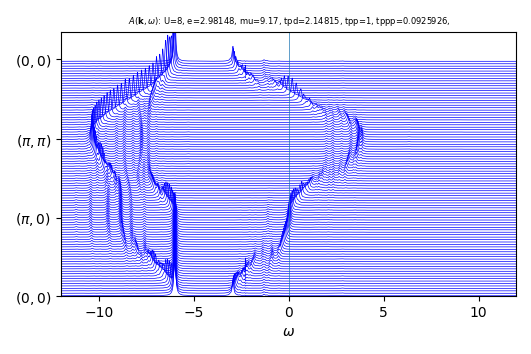 A(k, ω): U=8, e=2.98148, mu=9.17, tpd=2.14815, tpp=1, tppp=0.0925926,
(0, 0)
(π, π)
(π, 0)
(0, 0)
−10 −5 0 5 10
ω